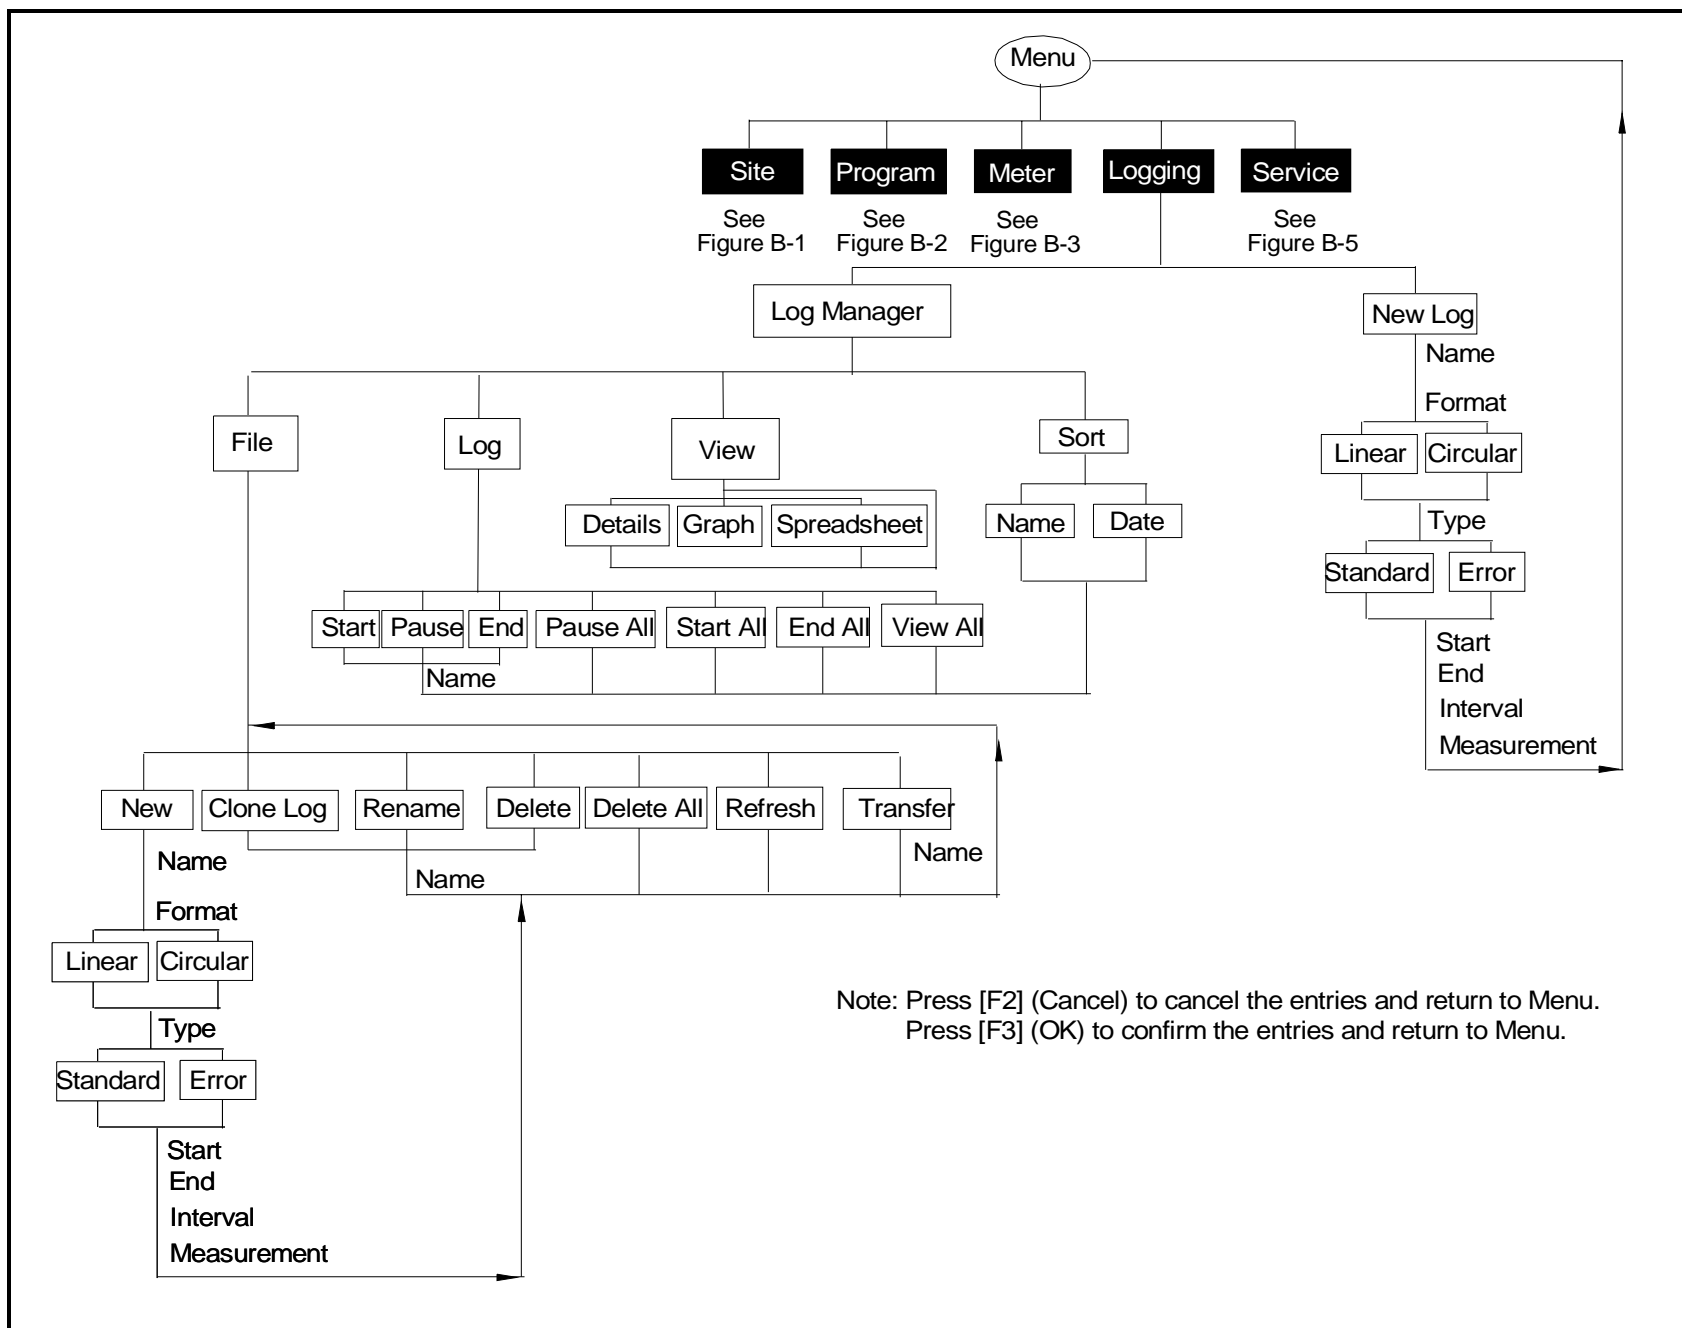 Menu
Site
Program
Meter
Logging
Service
See
Figure B-1
See
Figure B-2
See
Figure B-3
See
Figure B-5
Log Manager
New Log
Name
Format
Linear
Circular
Type
Standard
Error
Start
End
Interval
Measurement
File
Log
View
Sort
Details
Graph
Spreadsheet
Name
Date
Start
Pause
End
Pause All
Start All
End All
View All
Name
New
Clone Log
Rename
Delete
Delete All
Refresh
Transfer
Name
Name
Name
Format
Linear
Circular
Type
Standard
Error
Start
End
Interval
Measurement
Note: Press [F2] (Cancel) to cancel the entries and return to Menu.
Press [F3] (OK) to confirm the entries and return to Menu.